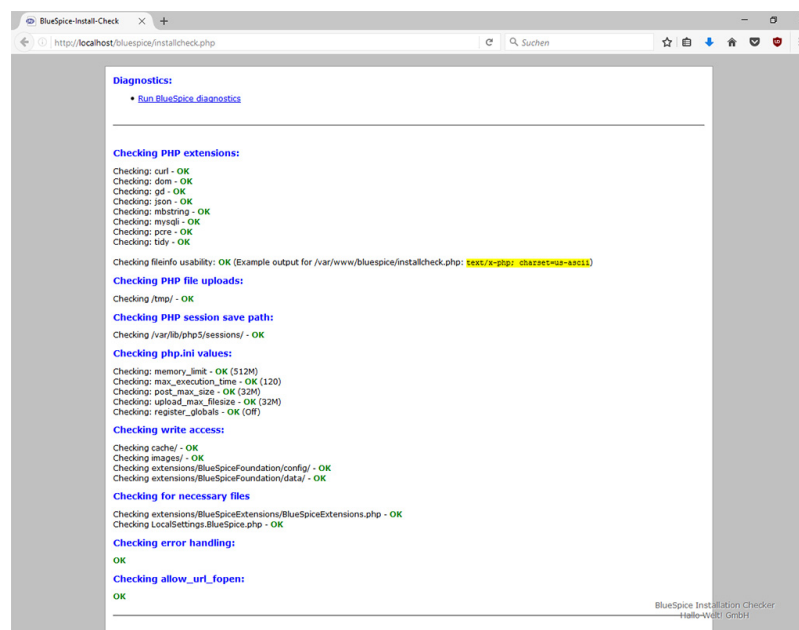 BlueSpice-Install-Check
http://localhost/bluespice/installcheck.php
Suchen
Diagnostics:
• Run BlueSpice diagnostics
Checking PHP extensions:
Checking: curl - OK
Checking: dom - OK
Checking: gd - OK
Checking: json - OK
Checking: mbstring - OK
Checking: mysqli - OK
Checking: pcre - OK
Checking: tidy - OK
Checking fileinfo usability: OK (Example output for /var/www/bluespice/installcheck.php: text/x-php; charset=us-ascii)
Checking PHP file uploads:
Checking /tmp/ - OK
Checking PHP session save path:
Checking /var/lib/php5/sessions/ - OK
Checking php.ini values:
Checking: memory_limit - OK (512M)
Checking: max_execution_time - OK (120)
Checking: post_max_size - OK (32M)
Checking: upload_max_filesize - OK (32M)
Checking: register_globals - OK (Off)
Checking write access:
Checking cache/ - OK
Checking images/ - OK
Checking extensions/BlueSpiceFoundation/config/ - OK
Checking extensions/BlueSpiceFoundation/data/ - OK
Checking for necessary files
Checking extensions/BlueSpiceExtensions/BlueSpiceExtensions.php - OK
Checking LocalSettings.BlueSpice.php - OK
Checking error handling:
OK
Checking allow_url_fopen:
OK
BlueSpice Installation Checker
Hallo Welt! GmbH